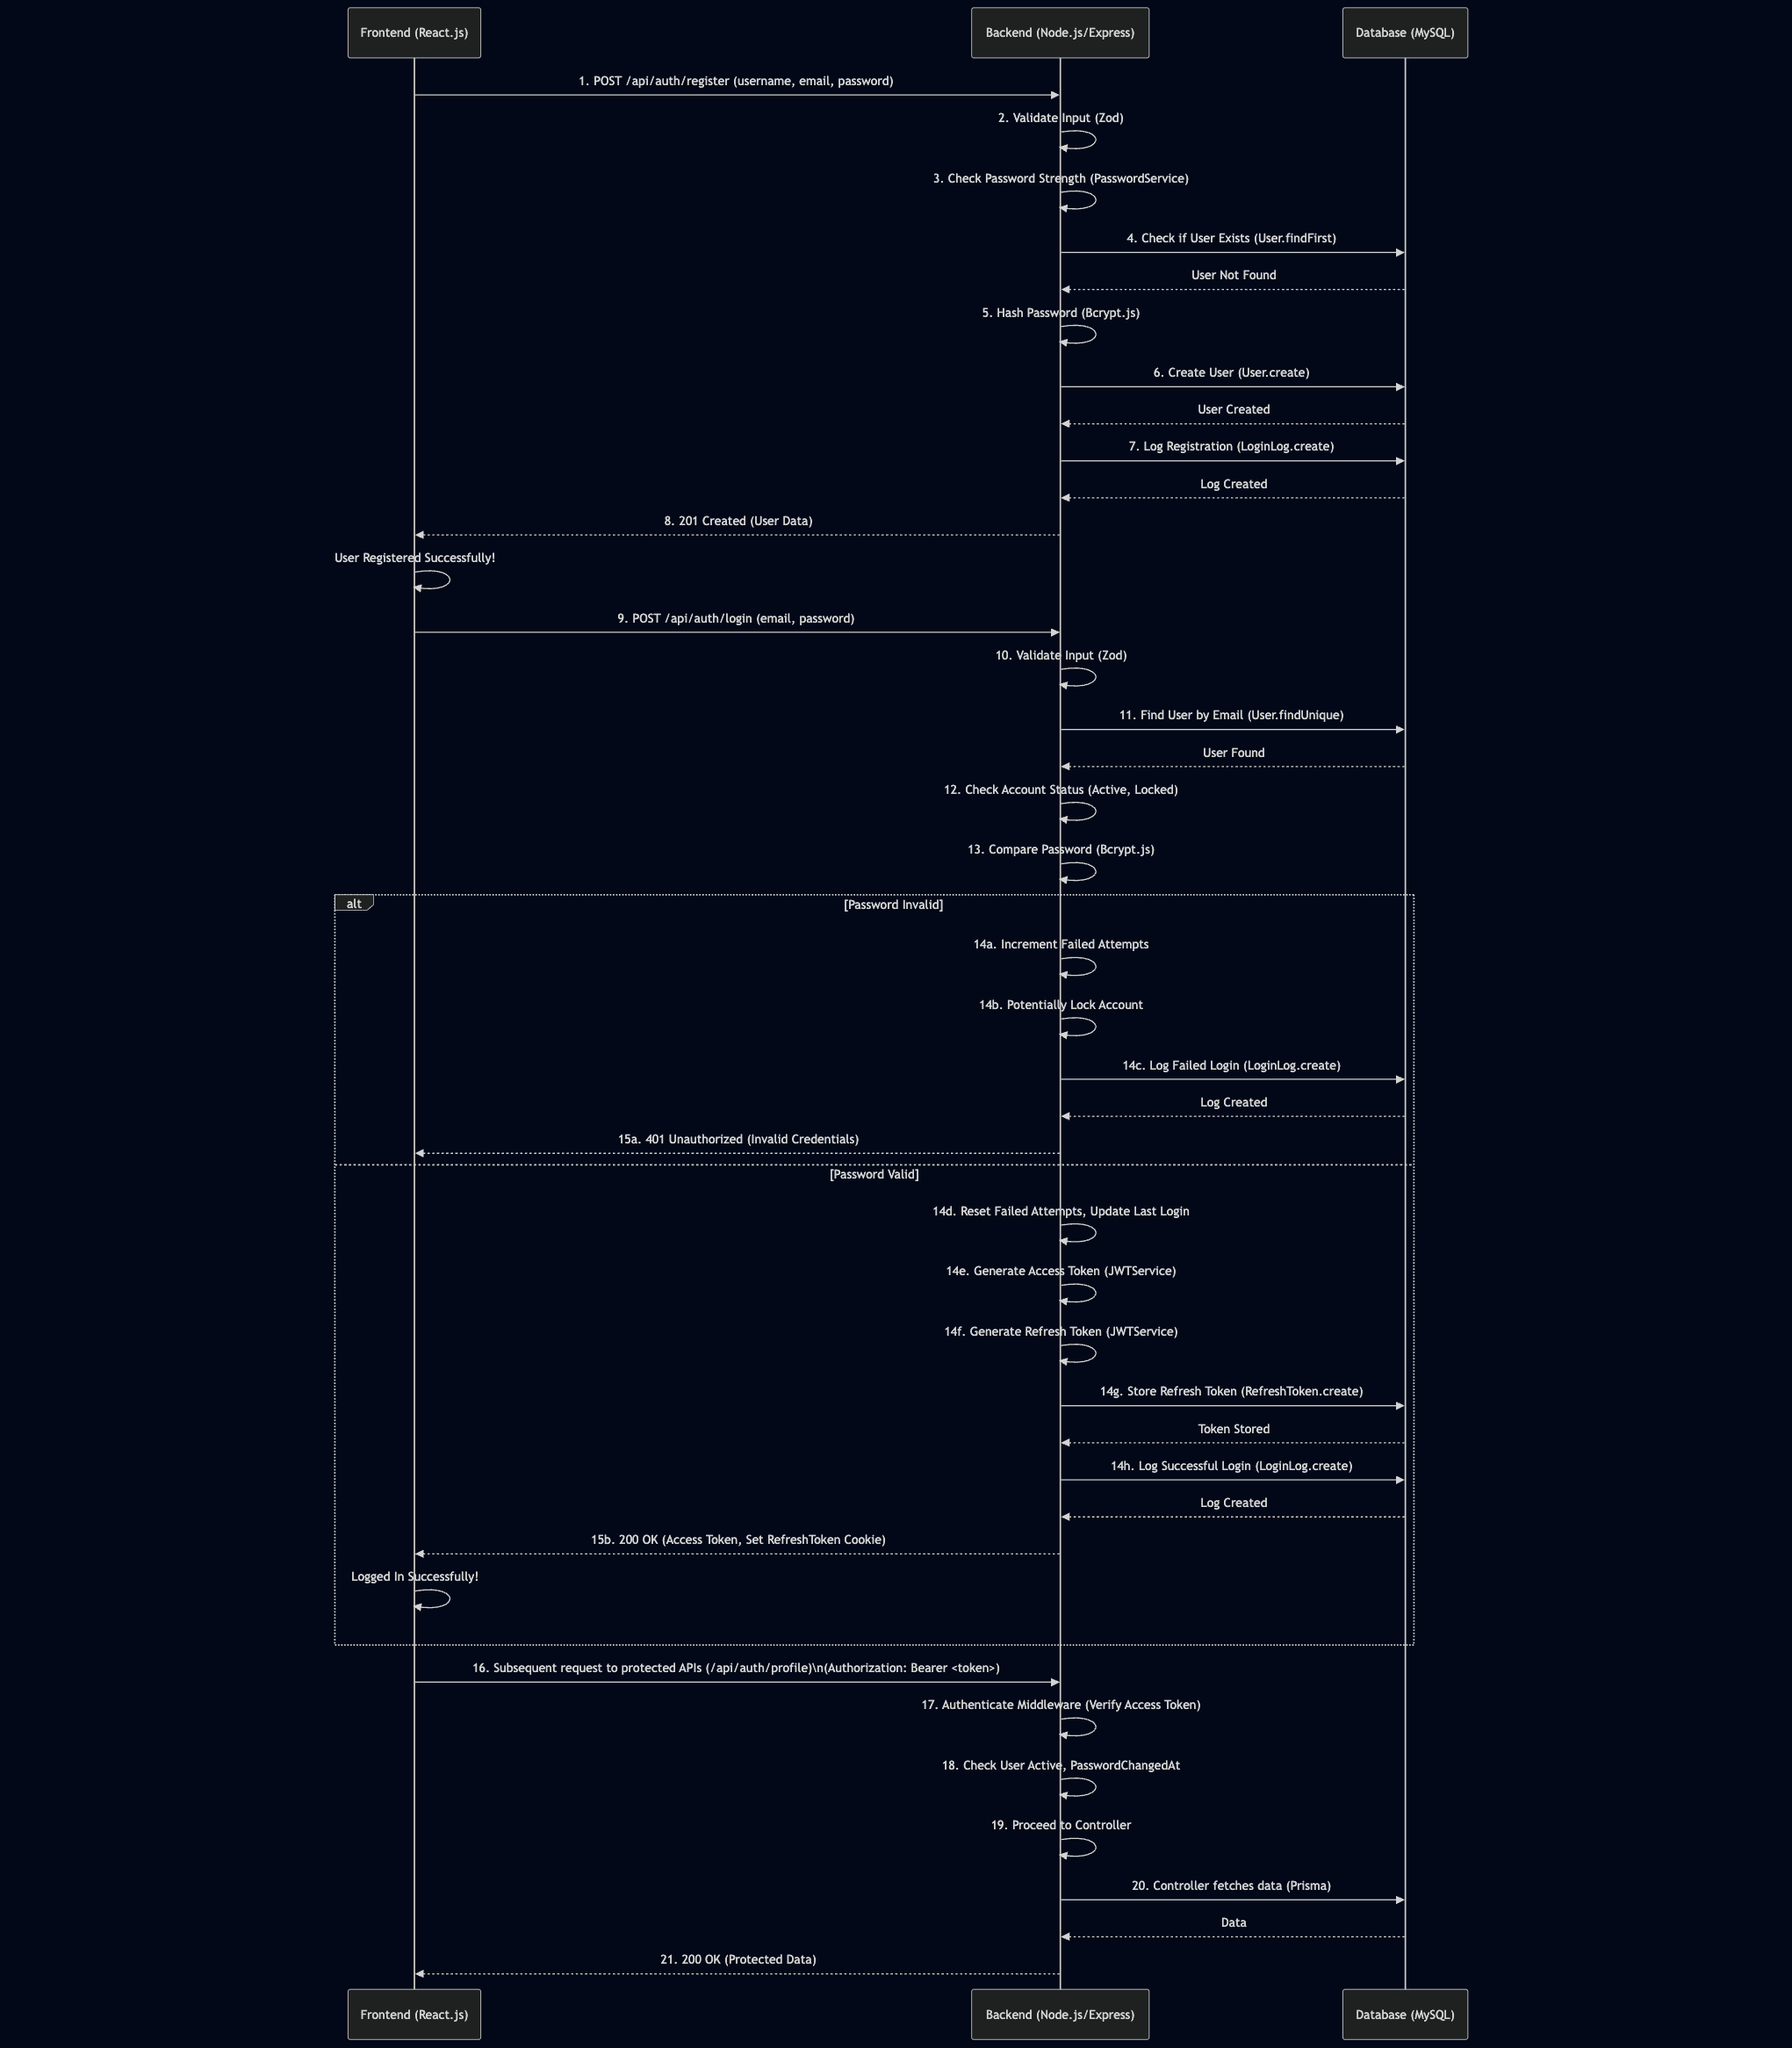 Frontend (React.js)
Backend (Node.js/Express)
Database (MySQL)
1. POST /api/auth/register (username, email, password)
2. Validate Input (Zod)
3. Check Password Strength (PasswordService)
4. Check if User Exists (User.findFirst)
User Not Found
5. Hash Password (Bcrypt.js)
6. Create User (User.create)
User Created
7. Log Registration (LoginLog.create)
Log Created
8. 201 Created (User Data)
User Registered Successfully!
9. POST /api/auth/login (email, password)
10. Validate Input (Zod)
11. Find User by Email (User.findUnique)
User Found
12. Check Account Status (Active, Locked)
13. Compare Password (Bcrypt.js)
alt
[Password Invalid]
14a. Increment Failed Attempts
14b. Potentially Lock Account
14c. Log Failed Login (LoginLog.create)
Log Created
15a. 401 Unauthorized (Invalid Credentials)
[Password Valid]
14d. Reset Failed Attempts, Update Last Login
14e. Generate Access Token (JWTService)
14f. Generate Refresh Token (JWTService)
14g. Store Refresh Token (RefreshToken.create)
Token Stored
14h. Log Successful Login (LoginLog.create)
Log Created
15b. 200 OK (Access Token, Set RefreshToken Cookie)
Logged In Successfully!
16. Subsequent request to protected APIs (/api/auth/profile)\n(Authorization: Bearer <token>)
17. Authenticate Middleware (Verify Access Token)
18. Check User Active, PasswordChangedAt
19. Proceed to Controller
20. Controller fetches data (Prisma)
Data
21. 200 OK (Protected Data)
Frontend (React.js)
Backend (Node.js/Express)
Database (MySQL)